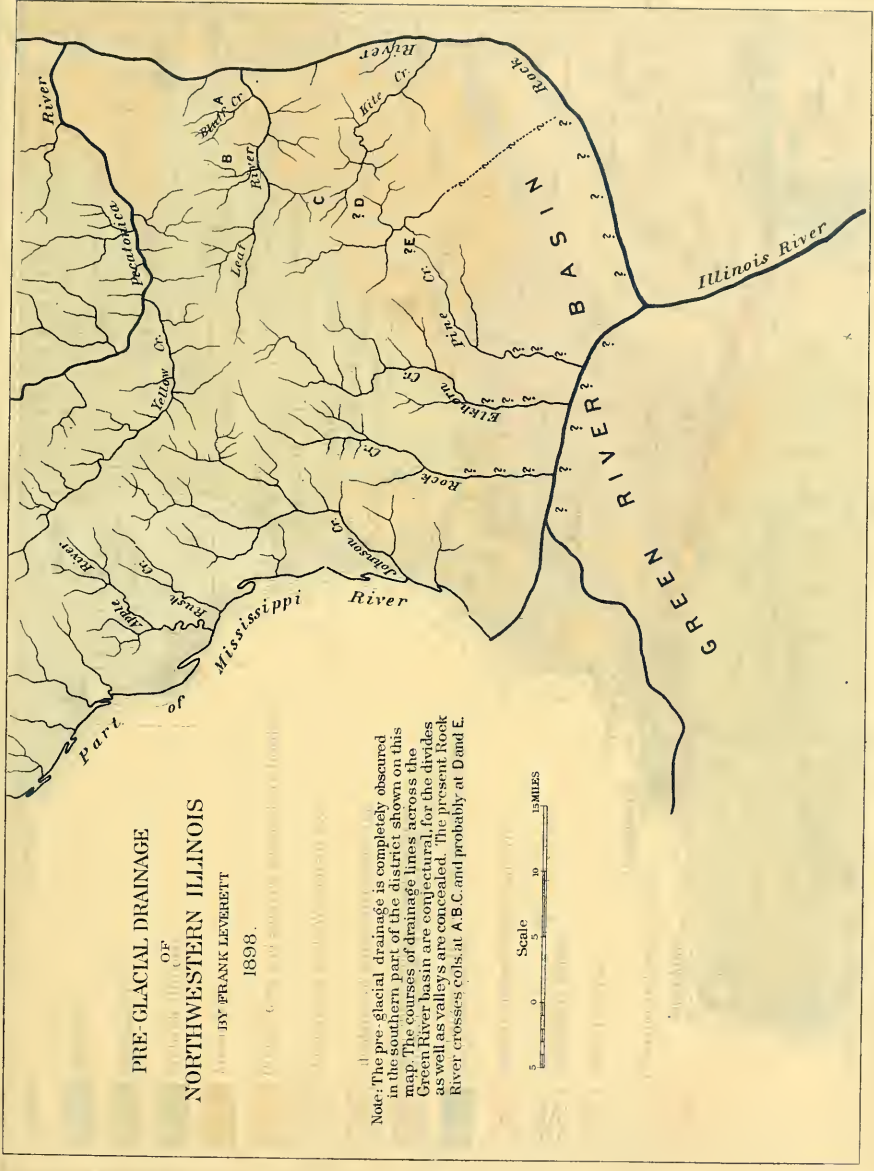 PRE-GLACIAL DRAINAGE
OF
NORTHWESTERN ILLINOIS
BY FRANK LEVERETT
1898.
Note: The pre-glacial drainage is completely obscured
in the southern part of the district shown on this
map. The courses of drainage lines across the
Green River basin are conjectural, for the divides
as well as valleys are concealed. The present Rock
River crosses cols. at A.B.C. and probably at D and E.
Scale
5 0 5 10 15 MILES
Part of Mississippi River
Apple River
Rush Cr.
Johnson Cr.
Yellow Cr.
Pecatonica River
Rock Cr.
Elkhorn Cr.
Pine Cr.
Leaf River
B
Black Cr. A
C
? D
? E
Kite Cr.
River
Rock
? ? ? ? ?
? ? ?
? ? ?
? ? ?
? ? ? ? ?
GREEN RIVER BASIN
Illinois River